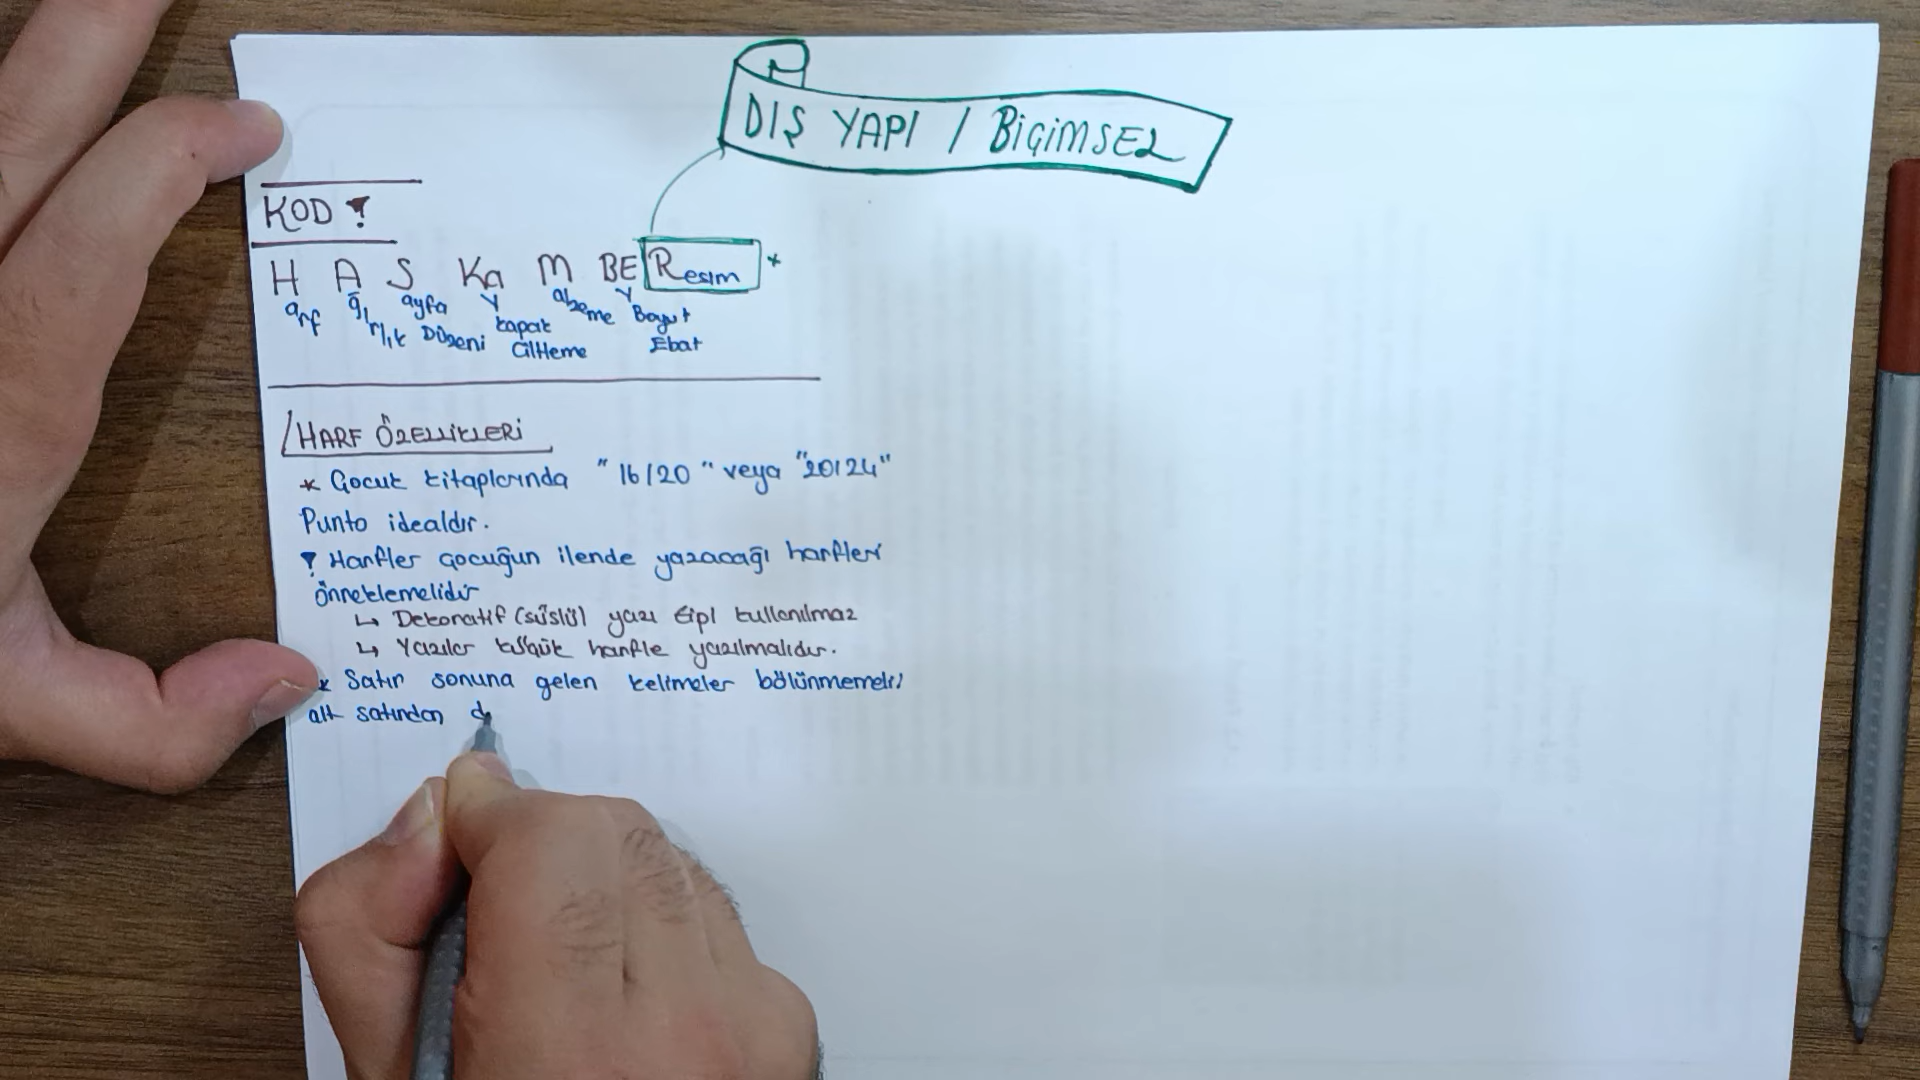 DIŞ YAPI / BİÇİMSEL
KOD !
H A S Ka M BE Resim *
arf ğırlık ayfa Düzeni Y kapak Ciltleme alzeme Y Boyut Ebat
HARF ÖZELLİKLERİ
* Çocuk kitaplarında "16/20" veya "20/24"
Punto idealdir.
! Harfler çocuğun ilerde yazacağı harfleri
örneklemelidir
↳ Dekoratif (süslü) yazı tipi kullanılmaz
↳ Yazılar küçük harfle yazılmalıdır.
* Satır sonuna gelen kelimeler bölünmemeli!
alt satırdan d